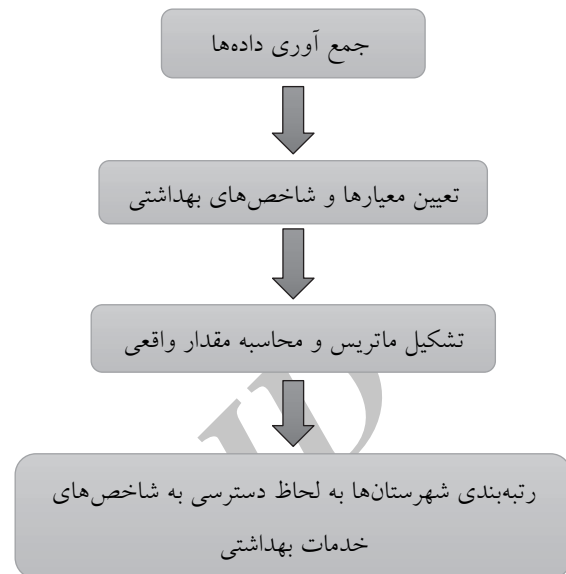 جمع آوری داده‌ها
تعیین معیارها و شاخص‌های بهداشتی
تشکیل ماتریس و محاسبه مقدار واقعی
رتبه‌بندی شهرستان‌ها به لحاظ دسترسی به شاخص‌های
خدمات بهداشتی